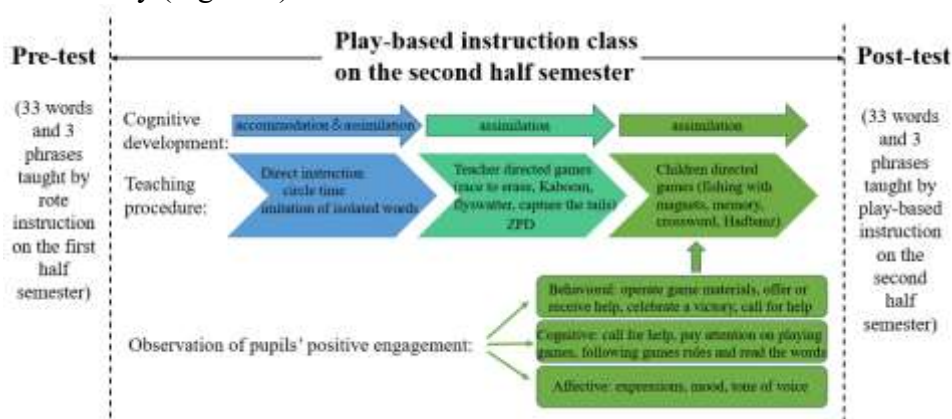 Pre-test
(33 words
and 3
phrases
taught by
rote
instruction
on the first
half
semester)
Play-based instruction class
on the second half semester
Cognitive
development:
accommodation & assimilation
assimilation
assimilation
Teaching
procedure:
Direct instruction:
circle time
imitation of isolated words
Teacher directed games
(race to erase, Kaboom,
flyswatter, capture the tails)
ZPD
Children directed
games (fishing with
magnets, memory,
crossword, Hadbanz)
Observation of pupils' positive engagement:
Behavioral: operate game materials, offer or
receive help, celebrate a victory, call for help
Cognitive: call for help, pay attention on playing
games, following games rules and read the words
Affective: expressions, mood, tone of voice
Post-test
(33 words
and 3
phrases
taught by
play-based
instruction
on the
second
half
semester)